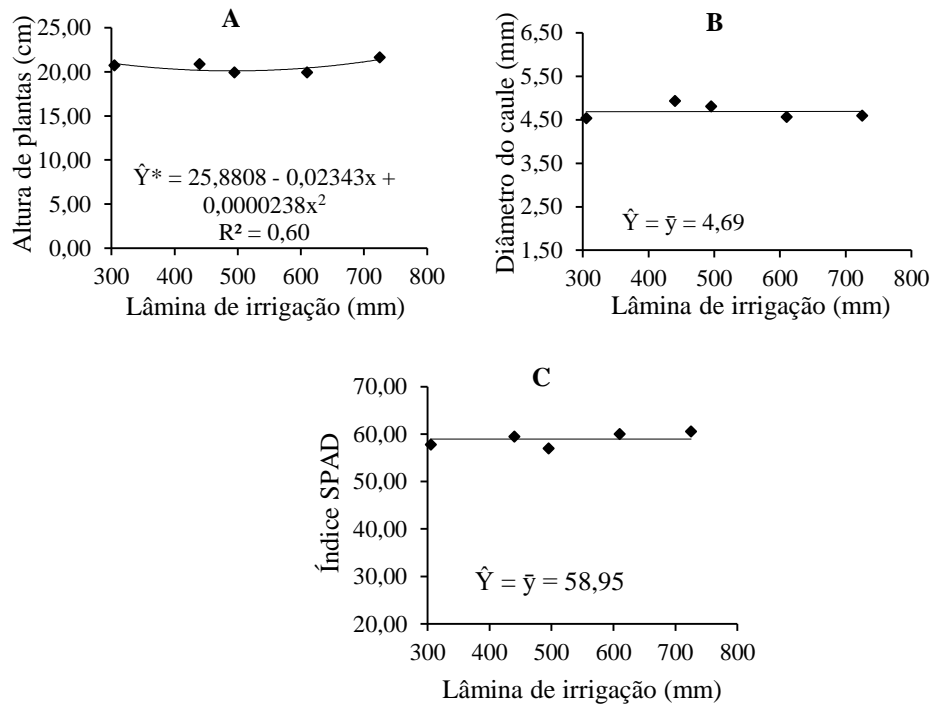 A
Altura de plantas (cm)
25,00
20,00
15,00
10,00
5,00
0,00
Ŷ* = 25,8808 - 0,02343x +
0,0000238x²
R² = 0,60
300 400 500 600 700 800
Lâmina de irrigação (mm)
B
Diâmetro do caule (mm)
6,50
5,50
4,50
3,50
2,50
1,50
Ŷ = ȳ = 4,69
300 400 500 600 700 800
Lâmina de irrigação (mm)
C
Índice SPAD
70,00
60,00
50,00
40,00
30,00
20,00
Ŷ = ȳ = 58,95
300 400 500 600 700 800
Lâmina de irrigação (mm)